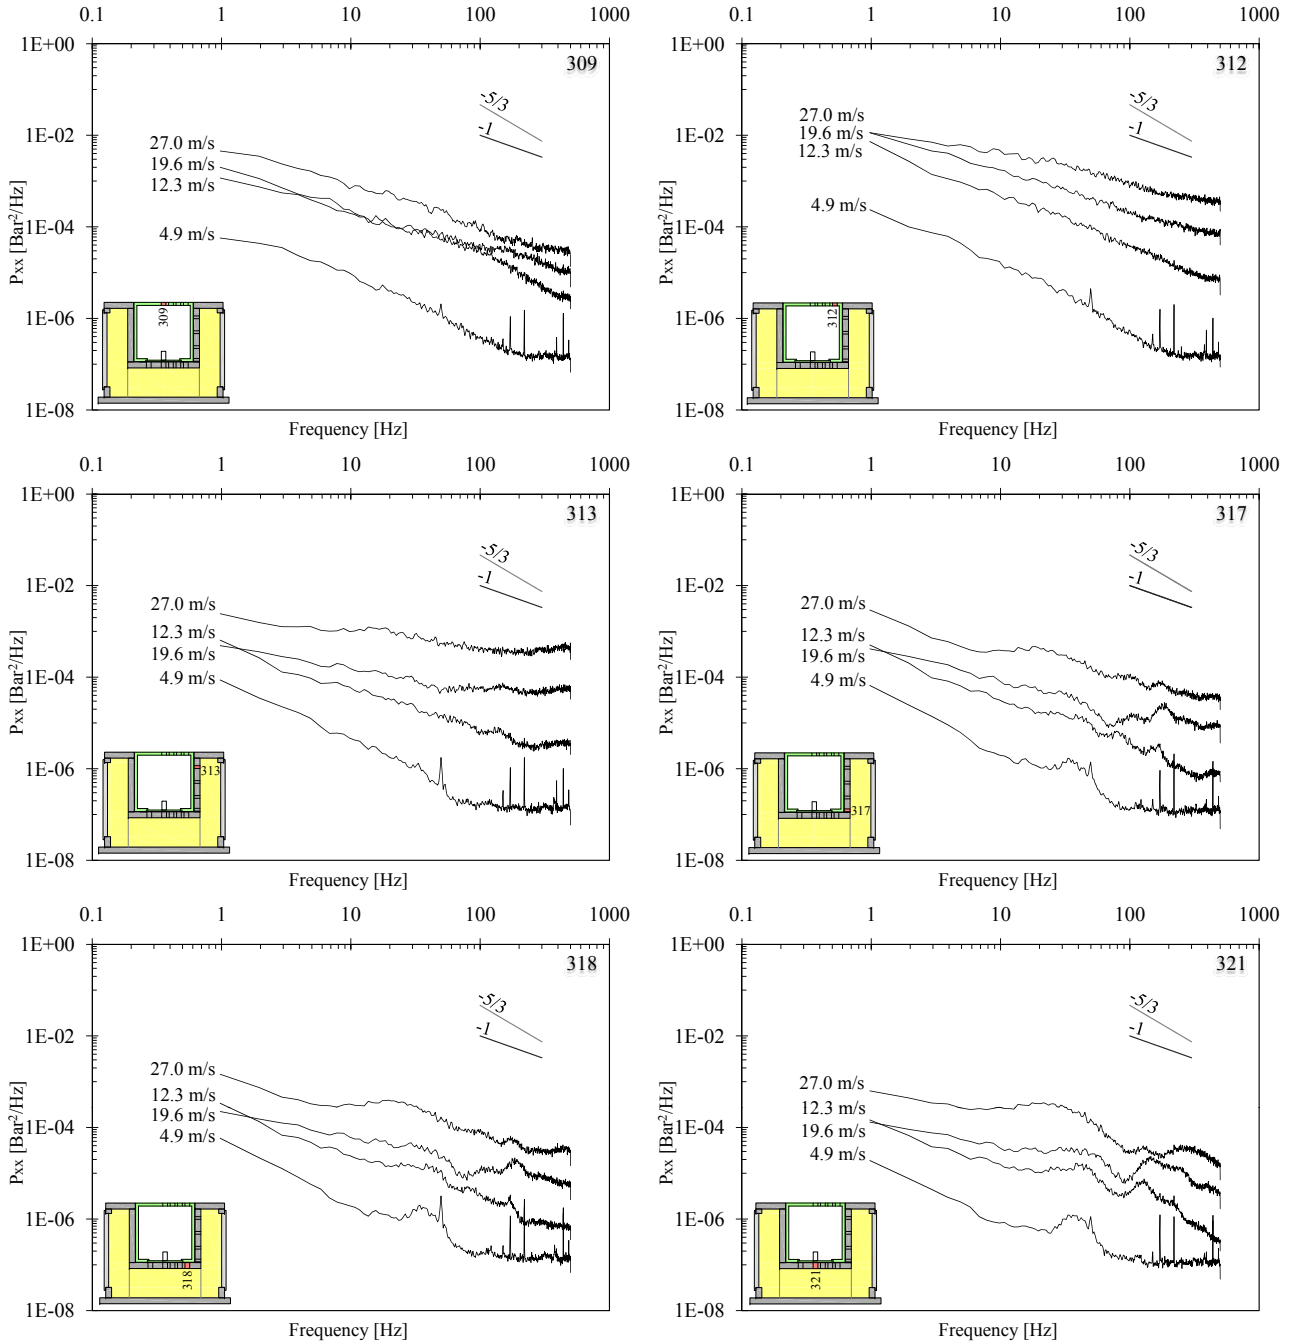 0.1 1 10 100 1000
1E+00
309
-5/3
1E-02
-1
27.0 m/s
19.6 m/s
12.3 m/s
Pxx [Bar²/Hz]
1E-04
4.9 m/s
309
1E-06
1E-08
Frequency [Hz]
0.1 1 10 100 1000
1E+00
312
-5/3
27.0 m/s
1E-02
-1
19.6 m/s
12.3 m/s
Pxx [Bar²/Hz]
4.9 m/s
1E-04
312
1E-06
1E-08
Frequency [Hz]
0.1 1 10 100 1000
1E+00
313
-5/3
1E-02
-1
27.0 m/s
12.3 m/s
19.6 m/s
Pxx [Bar²/Hz]
4.9 m/s
1E-04
313
1E-06
1E-08
Frequency [Hz]
0.1 1 10 100 1000
1E+00
317
-5/3
1E-02
-1
27.0 m/s
12.3 m/s
19.6 m/s
Pxx [Bar²/Hz]
4.9 m/s
1E-04
1E-06
317
1E-08
Frequency [Hz]
0.1 1 10 100 1000
1E+00
318
-5/3
1E-02
-1
27.0 m/s
12.3 m/s
19.6 m/s
Pxx [Bar²/Hz]
1E-04
4.9 m/s
1E-06
318
1E-08
Frequency [Hz]
0.1 1 10 100 1000
1E+00
321
-5/3
1E-02
-1
27.0 m/s
12.3 m/s
19.6 m/s
Pxx [Bar²/Hz]
1E-04
4.9 m/s
1E-06
321
1E-08
Frequency [Hz]